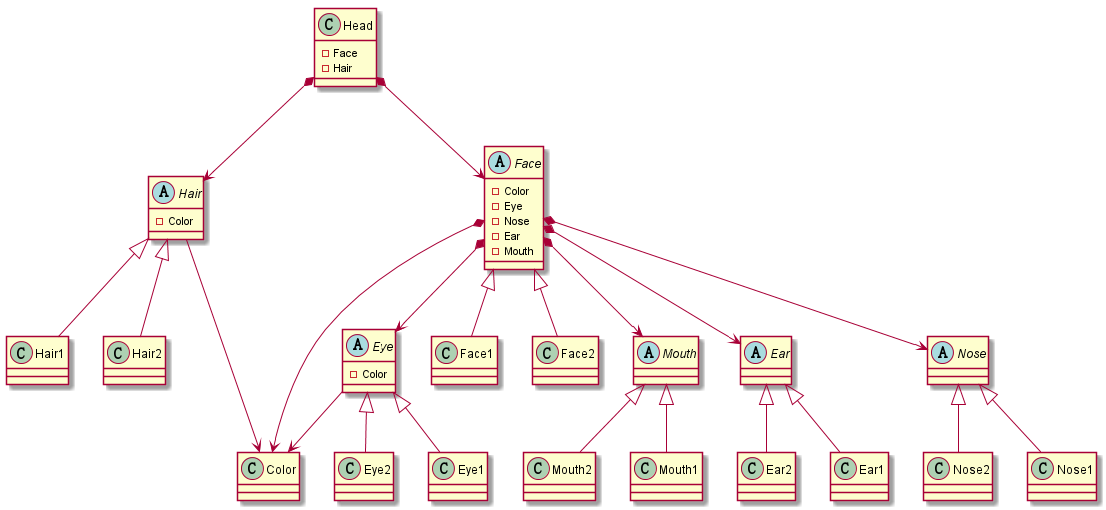 C Head
Face
Hair
A Face
Color
Eye
Nose
Ear
Mouth
A Hair
Color
A Eye
Color
C Hair1
C Hair2
C Face1
C Face2
A Mouth
A Ear
A Nose
C Color
C Eye2
C Eye1
C Mouth2
C Mouth1
C Ear2
C Ear1
C Nose2
C Nose1